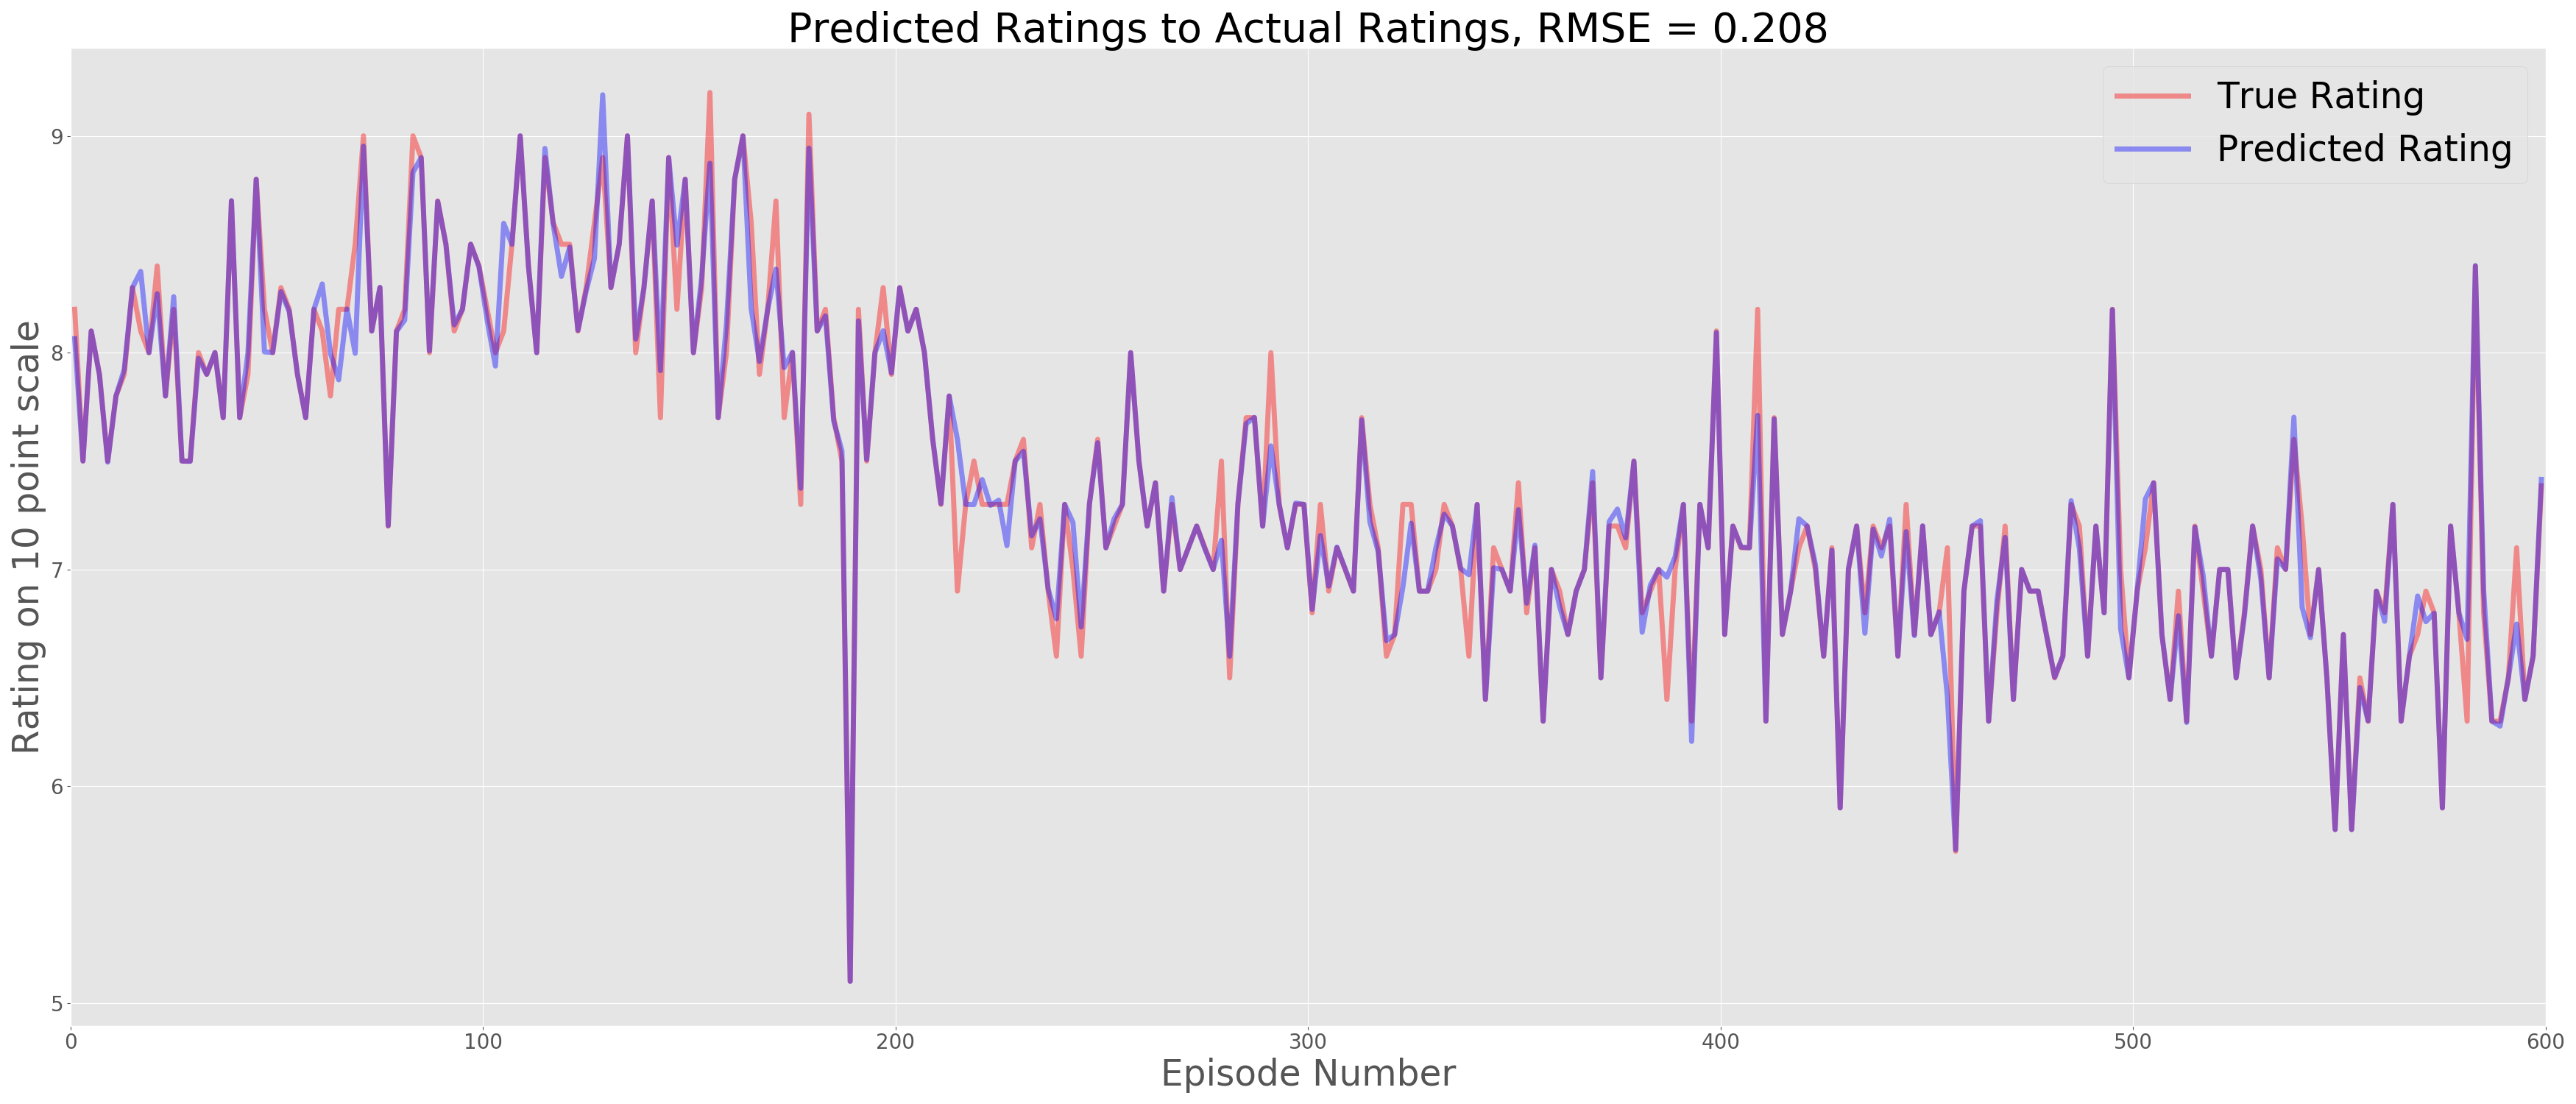 Predicted Ratings to Actual Ratings, RMSE = 0.208
True Rating
Predicted Rating
Rating on 10 point scale
9
8
7
6
5
0 100 200 300 400 500 600
Episode Number